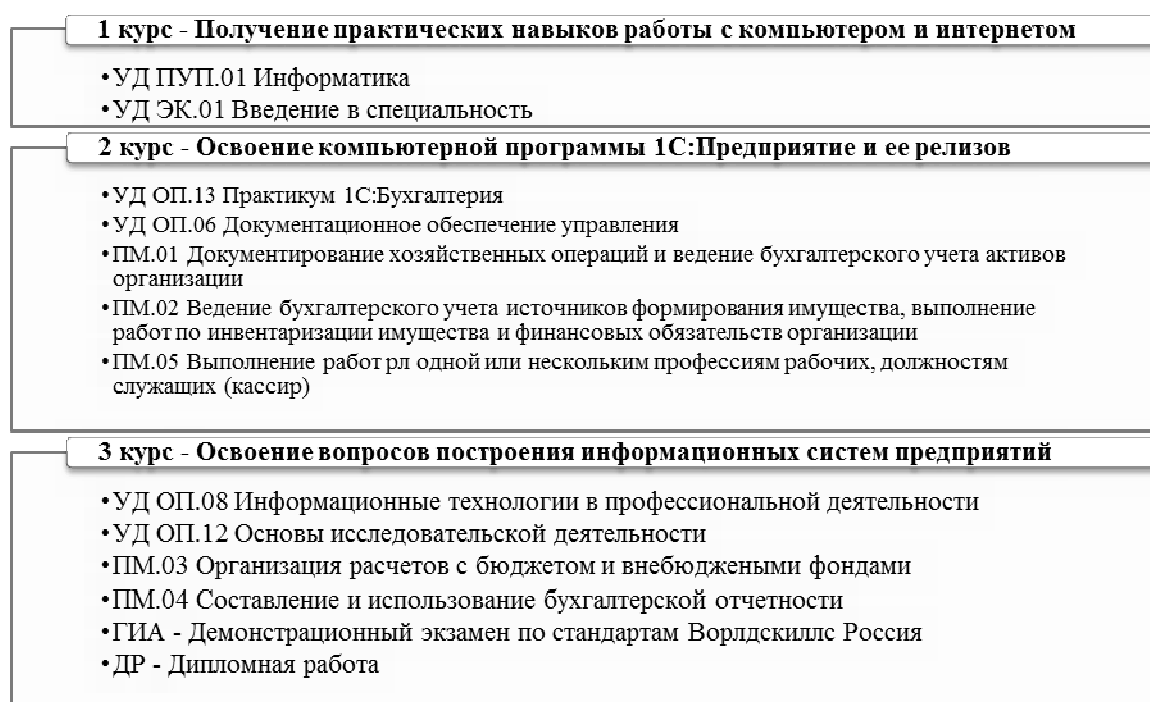 1 курс - Получение практических навыков работы с компьютером и интернетом
•УД ПУП.01 Информатика
•УД ЭК.01 Введение в специальность
2 курс - Освоение компьютерной программы 1С:Предприятие и ее релизов
•УД ОП.13 Практикум 1С:Бухгалтерия
•УД ОП.06 Документационное обеспечение управления
•ПМ.01 Документирование хозяйственных операций и ведение бухгалтерского учета активов
организации
•ПМ.02 Ведение бухгалтерского учета источников формирования имущества, выполнение
работ по инвентаризации имущества и финансовых обязательств организации
•ПМ.05 Выполнение работ рл одной или нескольким профессиям рабочих, должностям
служащих (кассир)
3 курс - Освоение вопросов построения информационных систем предприятий
•УД ОП.08 Информационные технологии в профессиональной деятельности
•УД ОП.12 Основы исследовательской деятельности
•ПМ.03 Организация расчетов с бюджетом и внебюджеными фондами
•ПМ.04 Составление и использование бухгалтерской отчетности
•ГИА - Демонстрационный экзамен по стандартам Ворлдскиллс Россия
•ДР - Дипломная работа